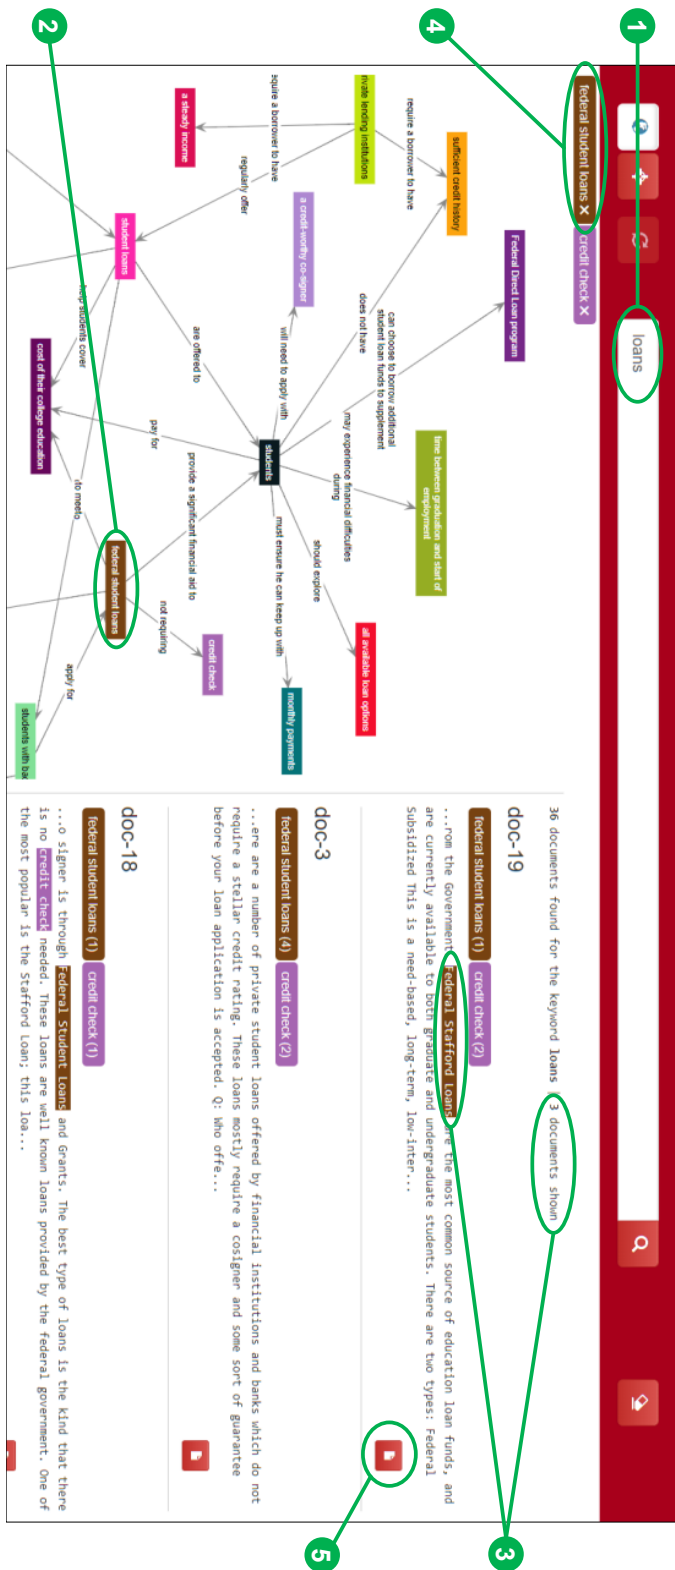 1
4
2
loans
federal student loans ✕
credit check ✕
Federal Direct Loan program
sufficient credit history
require a borrower to have
ivate lending institutions
equire a borrower to have
a steady income
regularly offer
a credit-worthy co-signer
does not have
can choose to borrow additional
student loan funds to supplement
time between graduation and start of
employment
may experience financial difficulties
during
will need to apply with
student loans
are offered to
help students cover
cost of their college education
pay for
students
should explore
all available loan options
must ensure he can keep up with
monthly payments
provide a significant financial aid to
to meet
federal student loans
not requiring
credit check
apply for
students with bad
36 documents found for the keyword loans
3 documents shown
doc-19
federal student loans (1)
credit check (2)
...rom the Government. Federal Stafford Loans are the most common source of education loan funds, and
are currently available to both graduate and undergraduate students. There are two types: Federal
Subsidized This is a need-based, long-term, low-inter...
doc-3
federal student loans (4)
credit check (2)
...ere are a number of private student loans offered by financial institutions and banks which do not
require a stellar credit rating. These loans mostly require a cosigner and some sort of guarantee
before your loan application is accepted. Q: Who offe...
doc-18
federal student loans (1)
credit check (1)
...o signer is through Federal Student Loans and Grants. The best type of loans is the kind that there
is no credit check needed. These loans are well known loans provided by the federal government. One of
the most popular is the Stafford Loan; this loa...
3
5